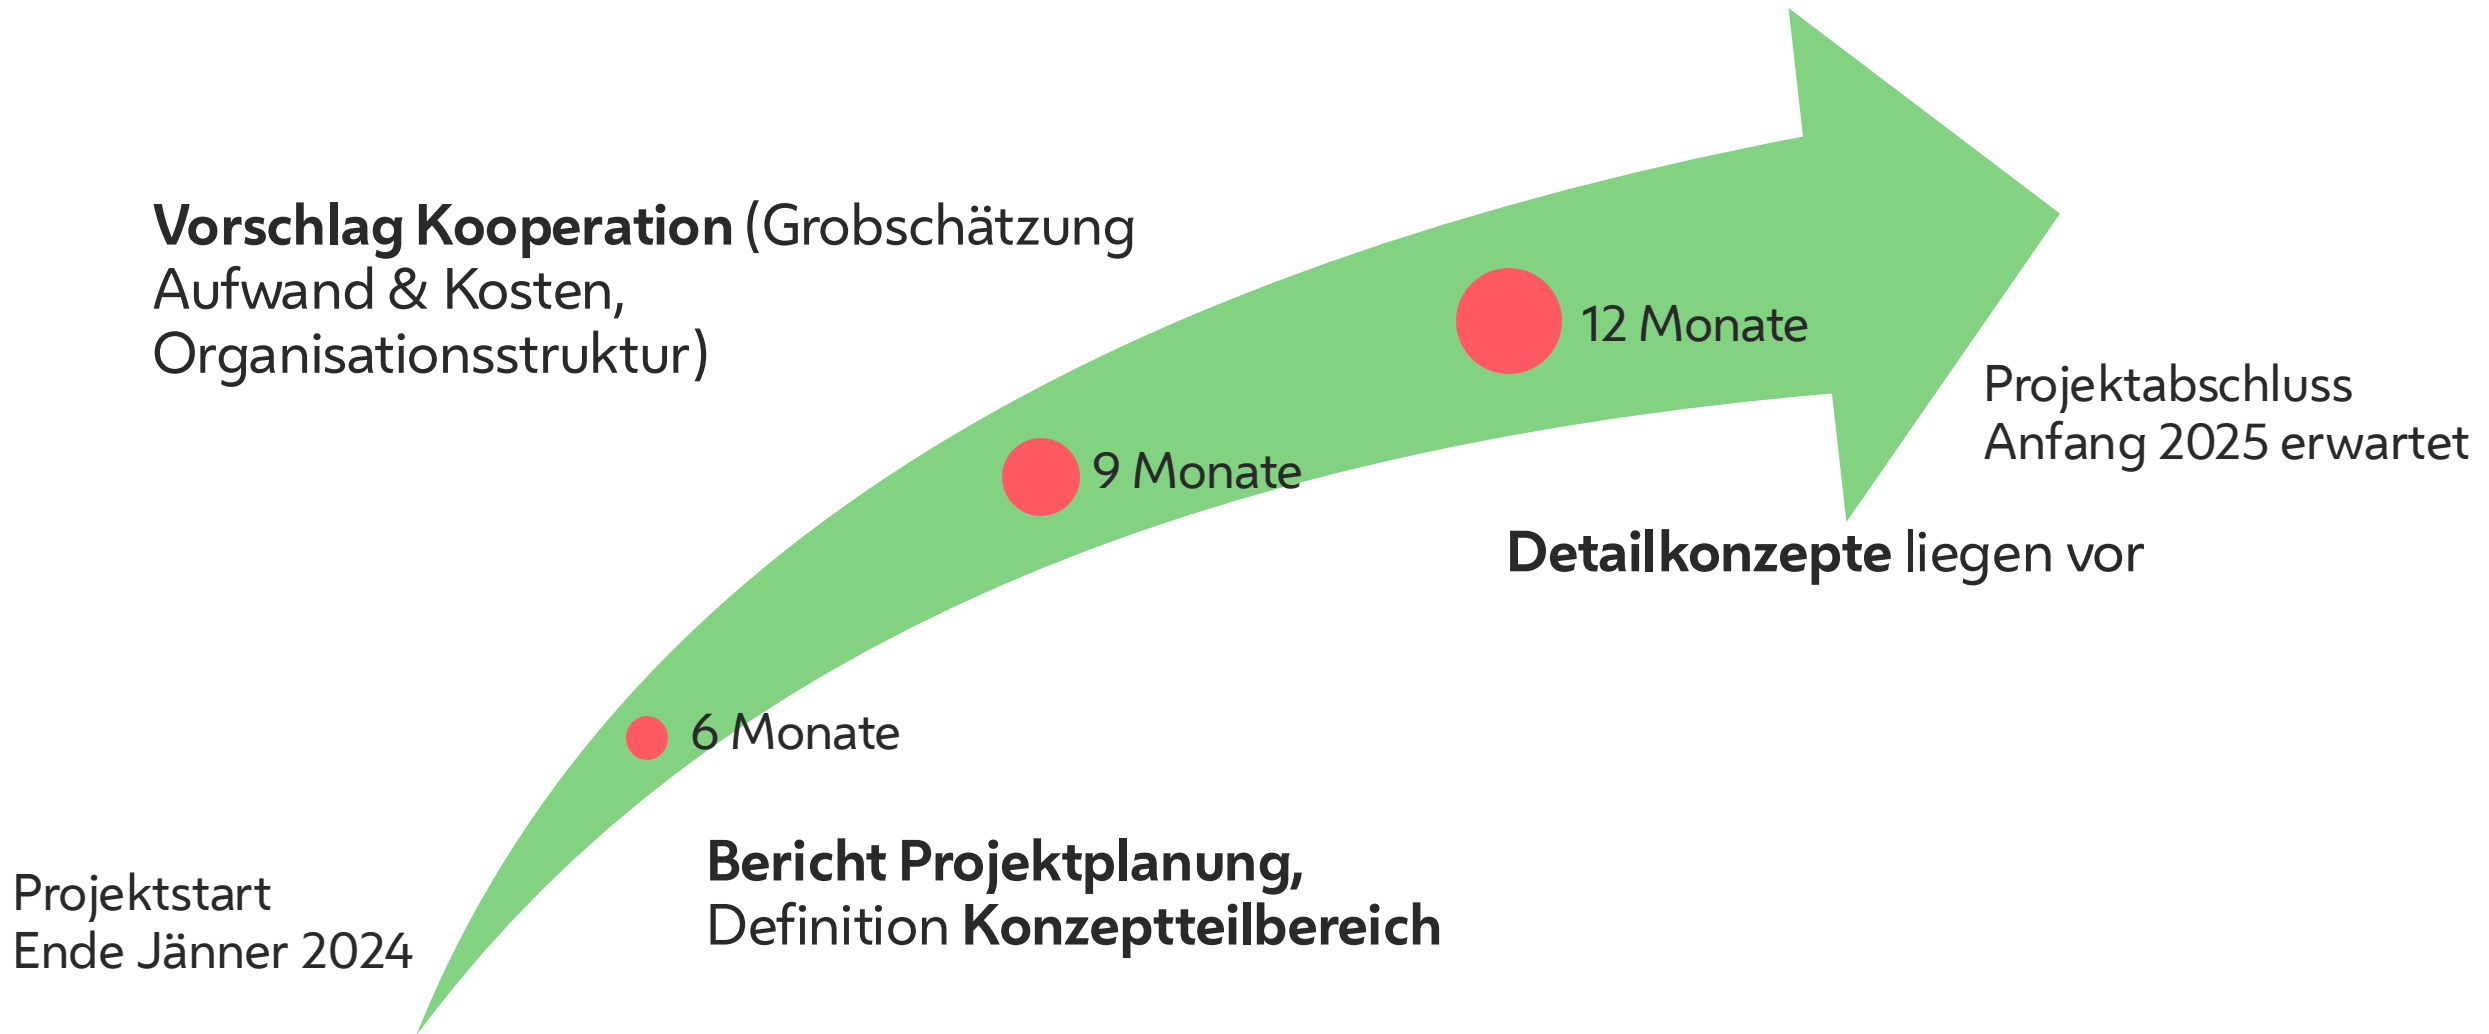 Vorschlag Kooperation (Grobschätzung
Aufwand & Kosten,
Organisationsstruktur)
12 Monate
Projektabschluss
Anfang 2025 erwartet
9 Monate
Detailkonzepte liegen vor
6 Monate
Bericht Projektplanung,
Definition Konzeptteilbereich
Projektstart
Ende Jänner 2024